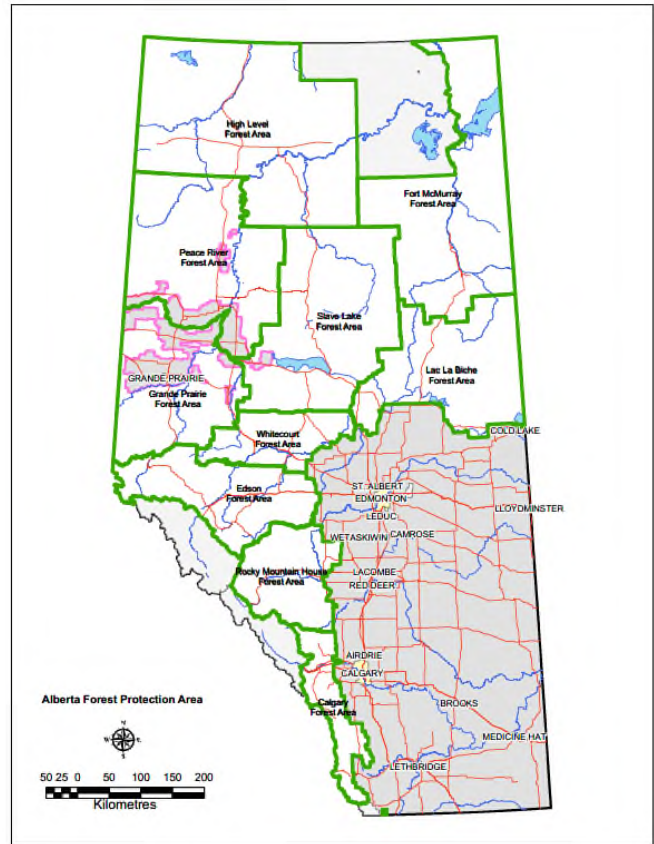 High Level
Forest Area
Fort McMurray
Forest Area
Peace River
Forest Area
Slave Lake
Forest Area
Lac La Biche
Forest Area
GRANDE PRAIRIE
Grande Prairie
Forest Area
Whitecourt
Forest Area
COLD LAKE
Edson
Forest Area
ST. ALBERT
EDMONTON
LEDUC
LLOYDMINSTER
WETASKIWIN
CAMROSE
Rocky Mountain House
Forest Area
LACOMBE
RED DEER
AIRDRIE
CALGARY
Calgary
Forest Area
BROOKS
MEDICINE HAT
LETHBRIDGE
Alberta Forest Protection Area
N
W E
S
50 25 0 50 100 150 200
Kilometres